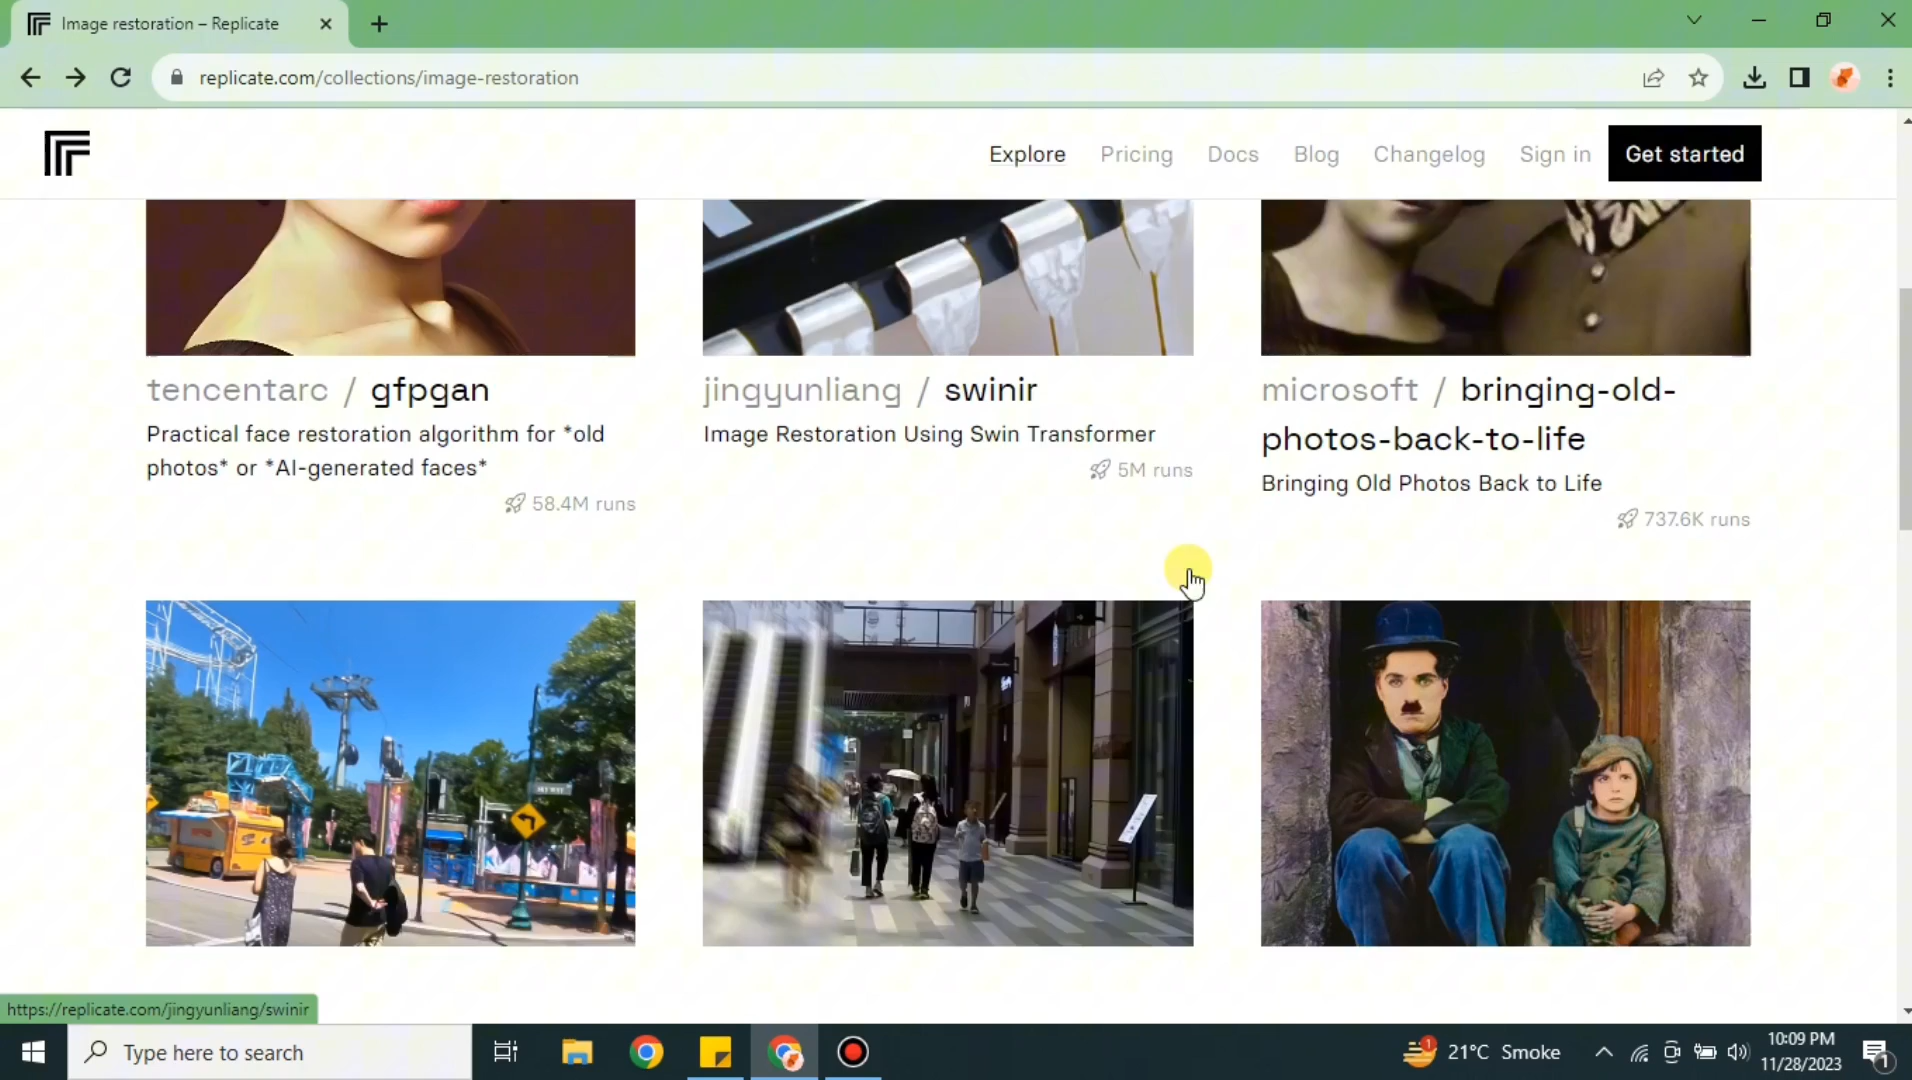 Image restoration – Replicate
replicate.com/collections/image-restoration
Explore Pricing Docs Blog Changelog Sign in Get started
tencentarc / gfpgan
Practical face restoration algorithm for *old
photos* or *AI-generated faces*
58.4M runs
jingyunliang / swinir
Image Restoration Using Swin Transformer
5M runs
microsoft / bringing-old-
photos-back-to-life
Bringing Old Photos Back to Life
737.6K runs
https://replicate.com/jingyunliang/swinir
Type here to search
1
21°C Smoke
10:09 PM
11/28/2023
1